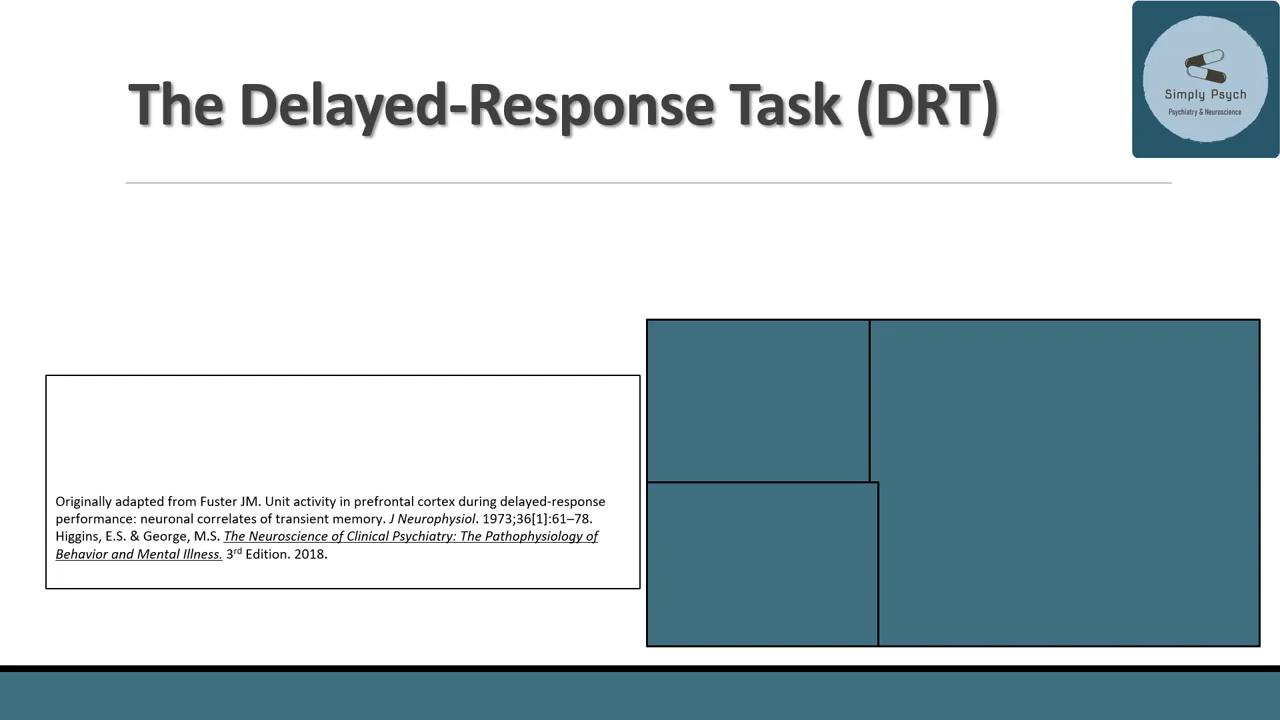 The Delayed-Response Task (DRT)
Simply Psych
Psychiatry & Neuroscience
Originally adapted from Fuster JM. Unit activity in prefrontal cortex during delayed-response
performance: neuronal correlates of transient memory. J Neurophysiol. 1973;36[1]:61–78.
Higgins, E.S. & George, M.S. The Neuroscience of Clinical Psychiatry: The Pathophysiology of
Behavior and Mental Illness. 3rd Edition. 2018.